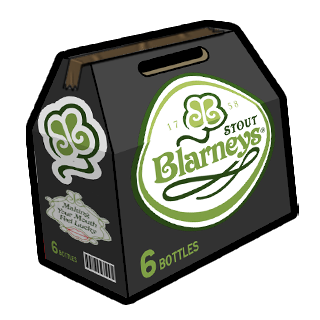 17 58
STOUT
Blarneys®
Making
Your Mouth
Feel Lucky
6 BOTTLES
6 BOTTLES